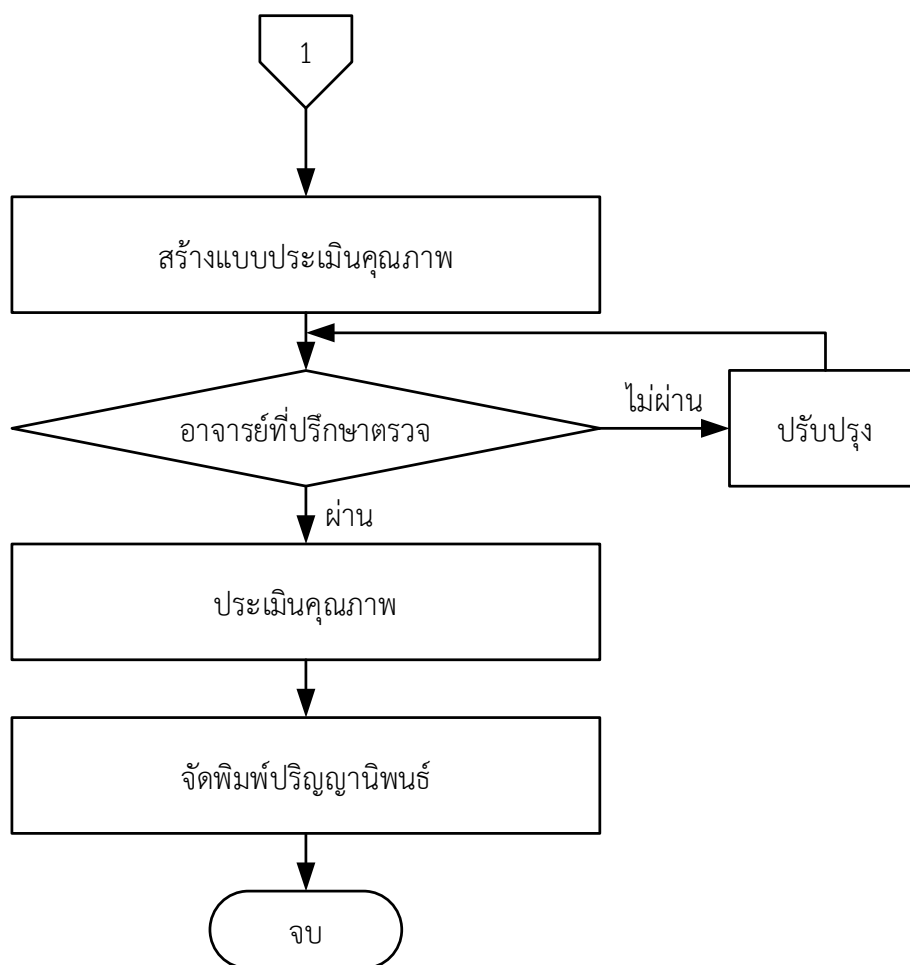 1
สร้างแบบประเมินคุณภาพ
อาจารย์ที่ปรึกษาตรวจ
ไม่ผ่าน
ปรับปรุง
ผ่าน
ประเมินคุณภาพ
จัดพิมพ์ปริญญานิพนธ์
จบ